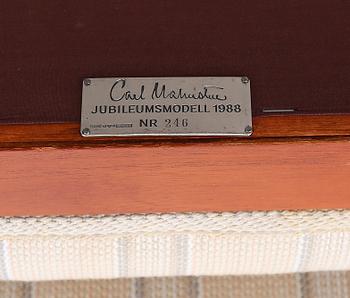 Carl Malmsten
JUBILEUMSMODELL 1988
NR 246